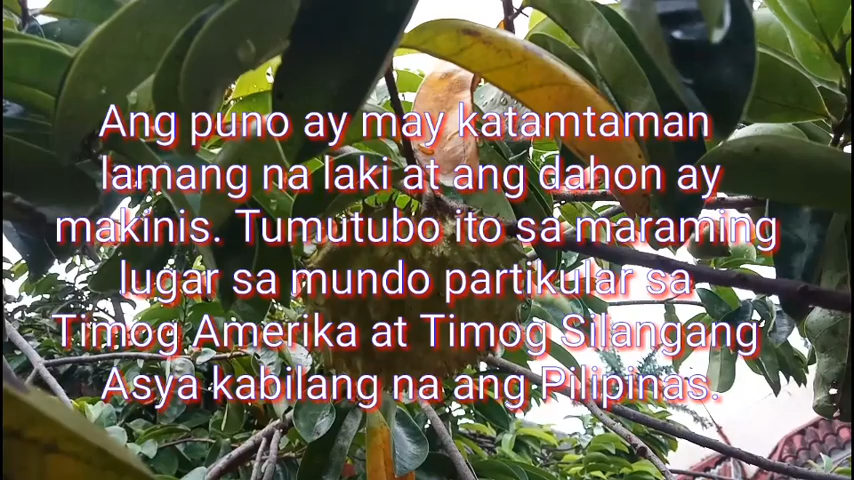 Ang puno ay may katamtaman
lamang na laki at ang dahon ay
makinis. Tumutubo ito sa maraming
lugar sa mundo partikular sa
Timog Amerika at Timog Silangang
Asya kabilang na ang Pilipinas.